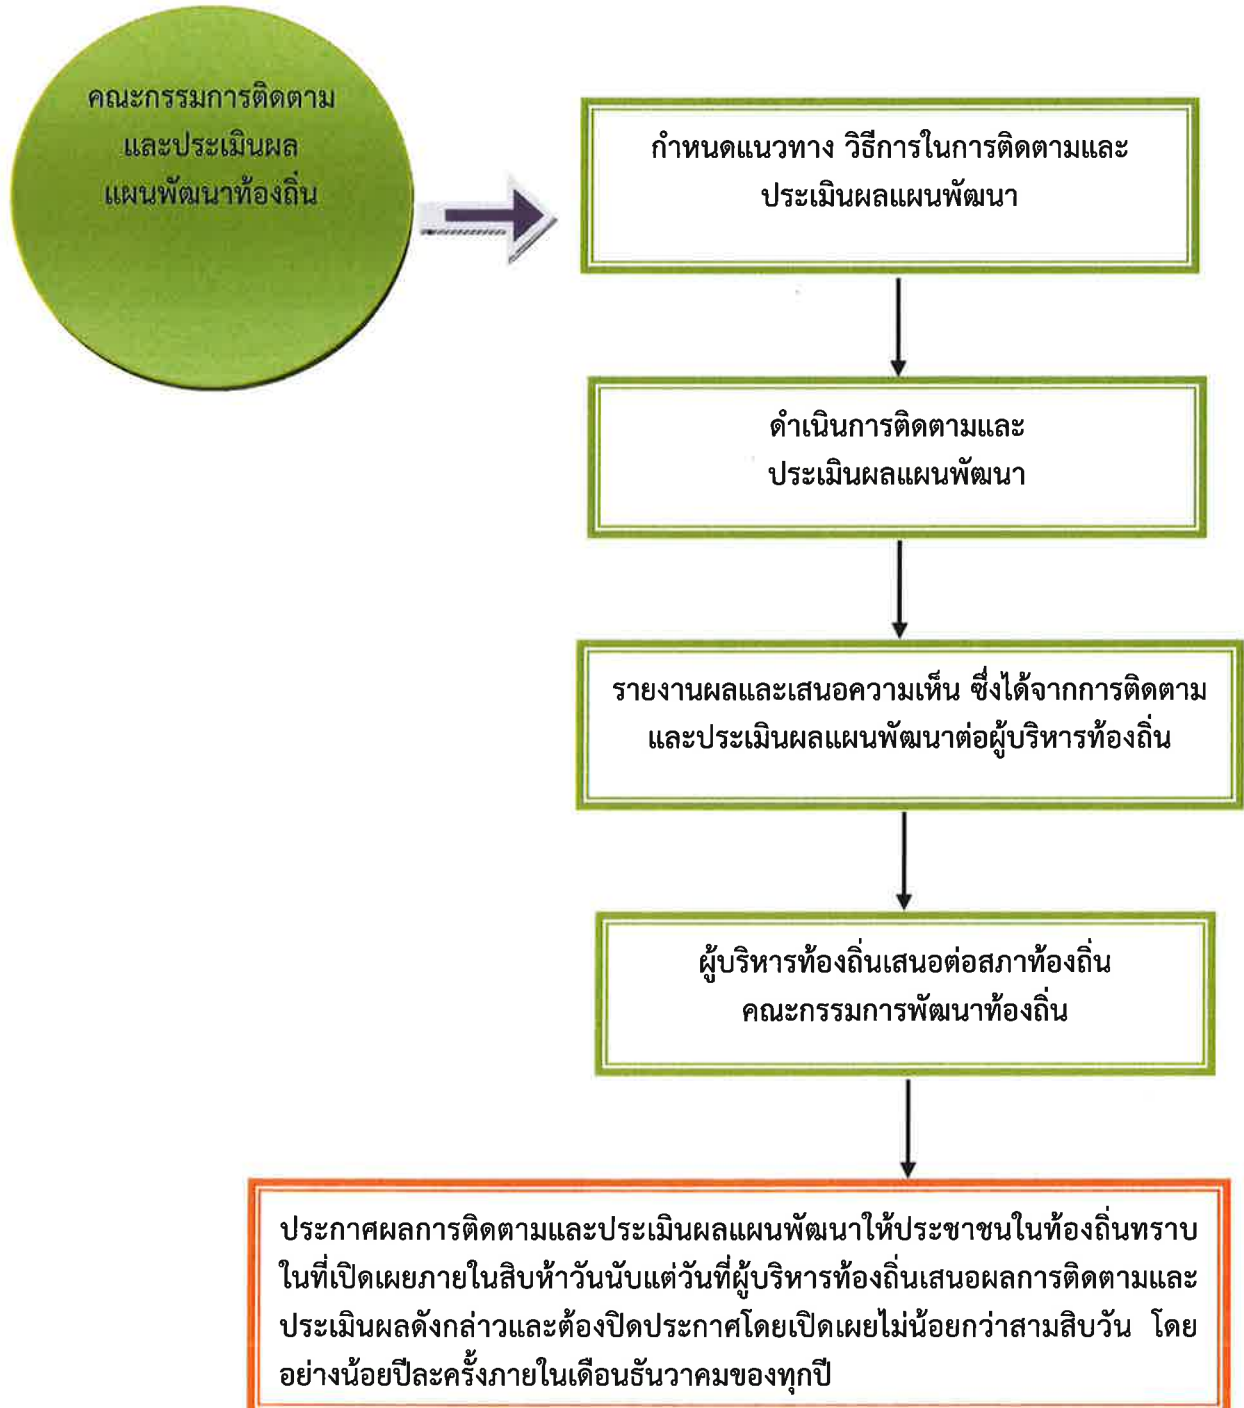 คณะกรรมการติดตาม
และประเมินผล
แผนพัฒนาท้องถิ่น
กำหนดแนวทาง วิธีการในการติดตามและ
ประเมินผลแผนพัฒนา
ดำเนินการติดตามและ
ประเมินผลแผนพัฒนา
รายงานผลและเสนอความเห็น ซึ่งได้จากการติดตาม
และประเมินผลแผนพัฒนาต่อผู้บริหารท้องถิ่น
ผู้บริหารท้องถิ่นเสนอต่อสภาท้องถิ่น
คณะกรรมการพัฒนาท้องถิ่น
ประกาศผลการติดตามและประเมินผลแผนพัฒนาให้ประชาชนในท้องถิ่นทราบ
ในที่เปิดเผยภายในสิบห้าวันนับแต่วันที่ผู้บริหารท้องถิ่นเสนอผลการติดตามและ
ประเมินผลดังกล่าวและต้องปิดประกาศโดยเปิดเผยไม่น้อยกว่าสามสิบวัน โดย
อย่างน้อยปีละครั้งภายในเดือนธันวาคมของทุกปี